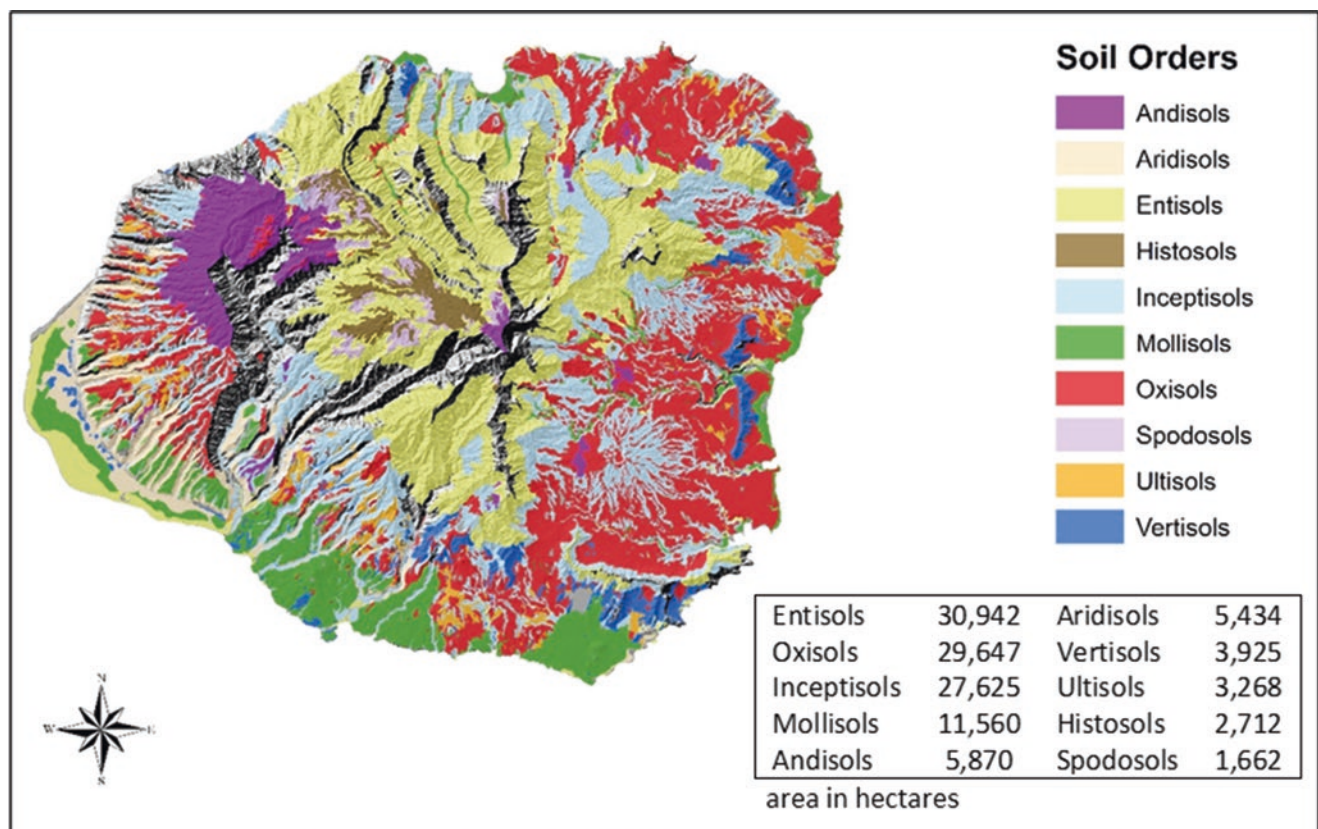 Soil Orders
Andisols
Aridisols
Entisols
Histosols
Inceptisols
Mollisols
Oxisols
Spodosols
Ultisols
Vertisols
Entisols 30,942 Aridisols 5,434
Oxisols 29,647 Vertisols 3,925
Inceptisols 27,625 Ultisols 3,268
Mollisols 11,560 Histosols 2,712
Andisols 5,870 Spodosols 1,662
area in hectares
N
W E
S